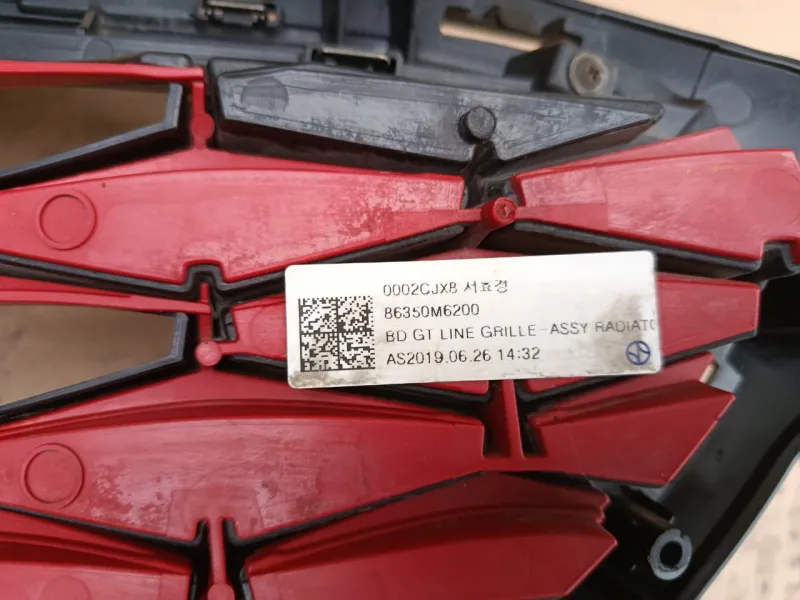 0002CJX8 서효경
86350M6200
BD GT LINE GRILLE-ASSY RADIATO
AS2019.06.26 14:32